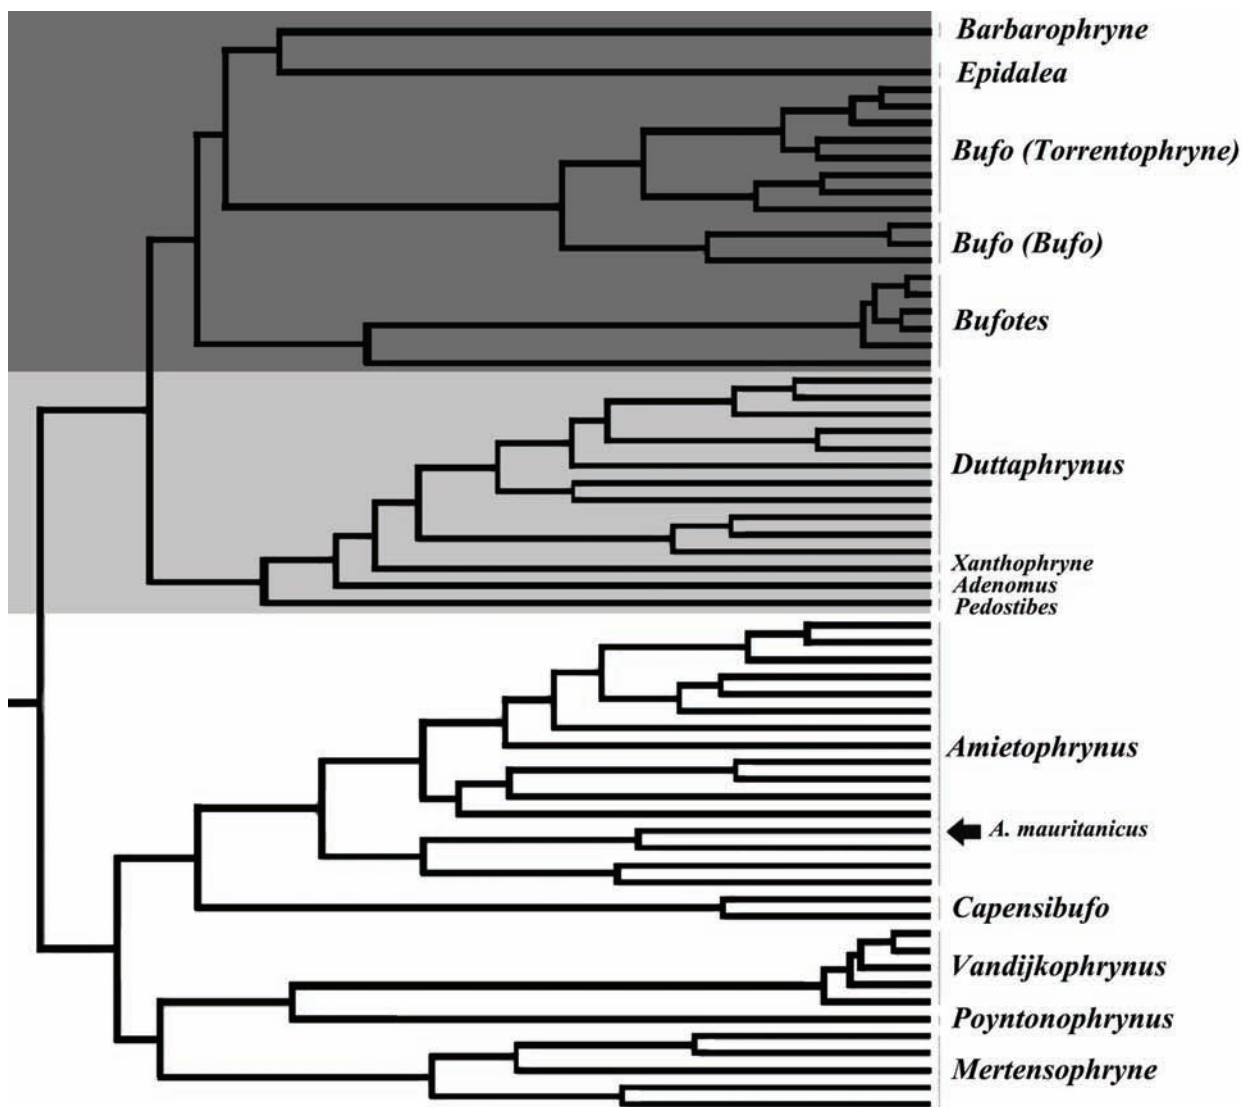 Barbarophryne
Epidalea
Bufo (Torrentophryne)
Bufo (Bufo)
Bufotes
Duttaphrynus
Xanthophryne
Adenomus
Pedostibes
Amietophrynus
A. mauritanicus
Capensibufo
Vandijkophrynus
Poyntonophrynus
Mertensophryne